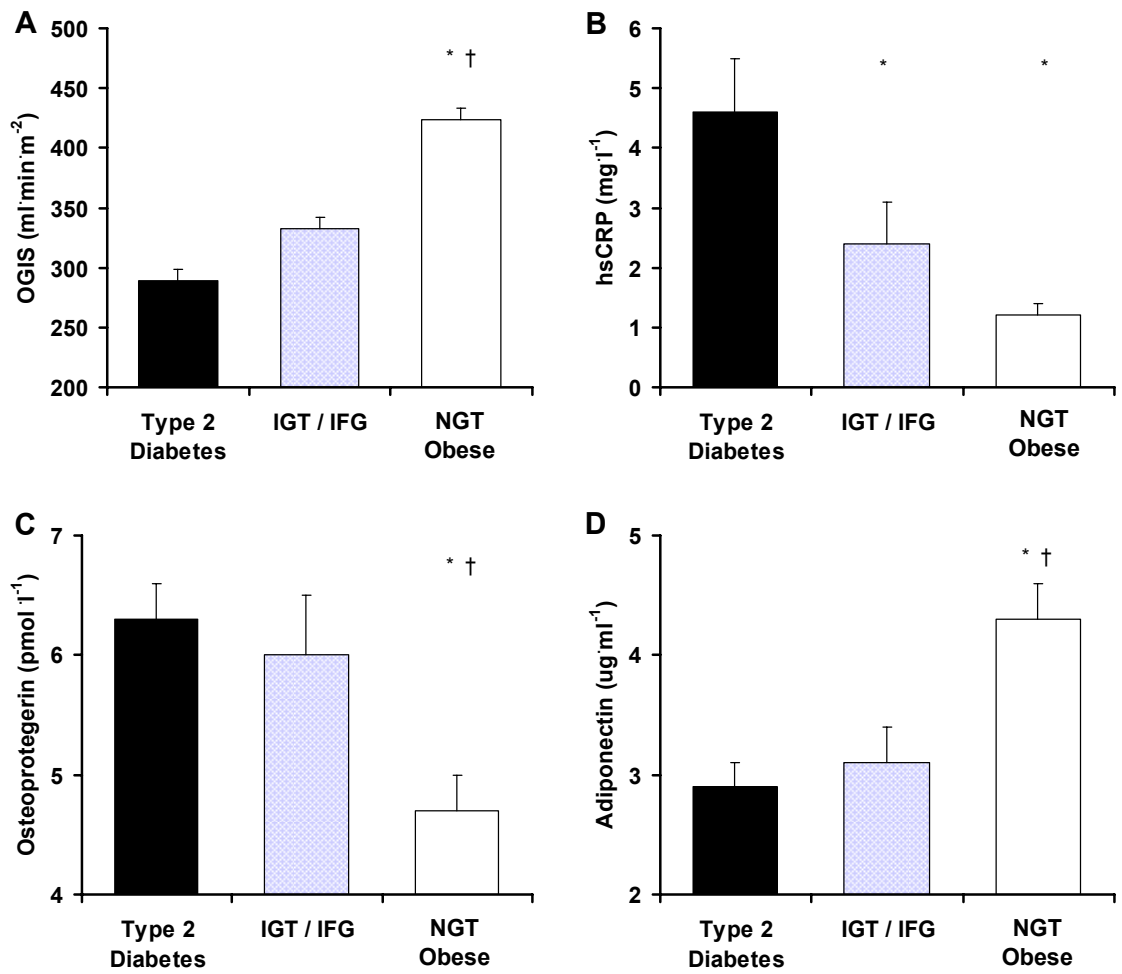 A
500
450
400
350
300
250
200
OGIS (ml·min·m-2)
* †
Type 2
Diabetes
IGT / IFG
NGT
Obese
B
6
5
4
3
2
1
0
hsCRP (mg·l-1)
*
*
Type 2
Diabetes
IGT / IFG
NGT
Obese
C
7
6
5
4
Osteoprotegerin (pmol·l-1)
* †
Type 2
Diabetes
IGT / IFG
NGT
Obese
D
5
4
3
2
Adiponectin (ug·ml-1)
* †
Type 2
Diabetes
IGT / IFG
NGT
Obese